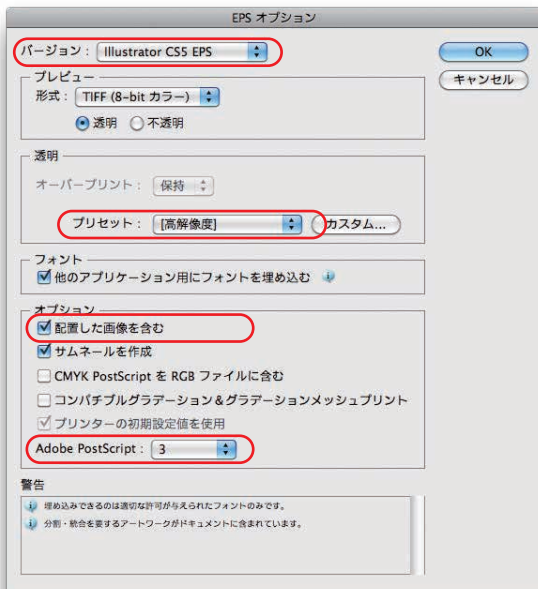 EPS オプション
バージョン： Illustrator CS5 EPS
OK
キャンセル
プレビュー
形式： TIFF (8-bit カラー)
透明 不透明
透明
オーバープリント： 保持
プリセット： [高解像度] カスタム...
フォント
他のアプリケーション用にフォントを埋め込む
オプション
配置した画像を含む
サムネールを作成
CMYK PostScript を RGB ファイルに含む
コンパチブルグラデーション＆グラデーションメッシュプリント
プリンターの初期設定値を使用
Adobe PostScript： 3
警告
埋め込みできるのは適切な許可が与えられたフォントのみです。
分割・統合を要するアートワークがドキュメントに含まれています。